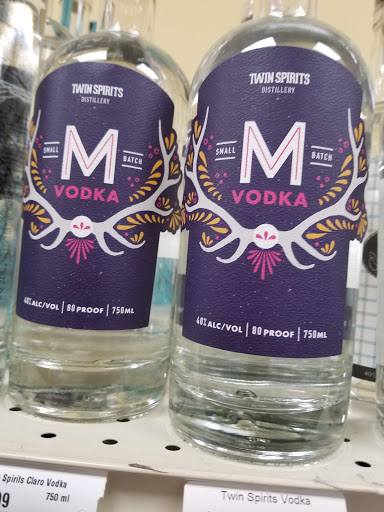 TWIN SPIRITS
DISTILLERY
SMALL
M
BATCH
VODKA
40% ALC/VOL | 80 PROOF | 750ML
TWIN SPIRITS
DISTILLERY
SMALL
M
BATCH
VODKA
40% ALC/VOL | 80 PROOF | 750ML
Spirits Claro Vodka
9
750 ml
Twin Spirits Vodka